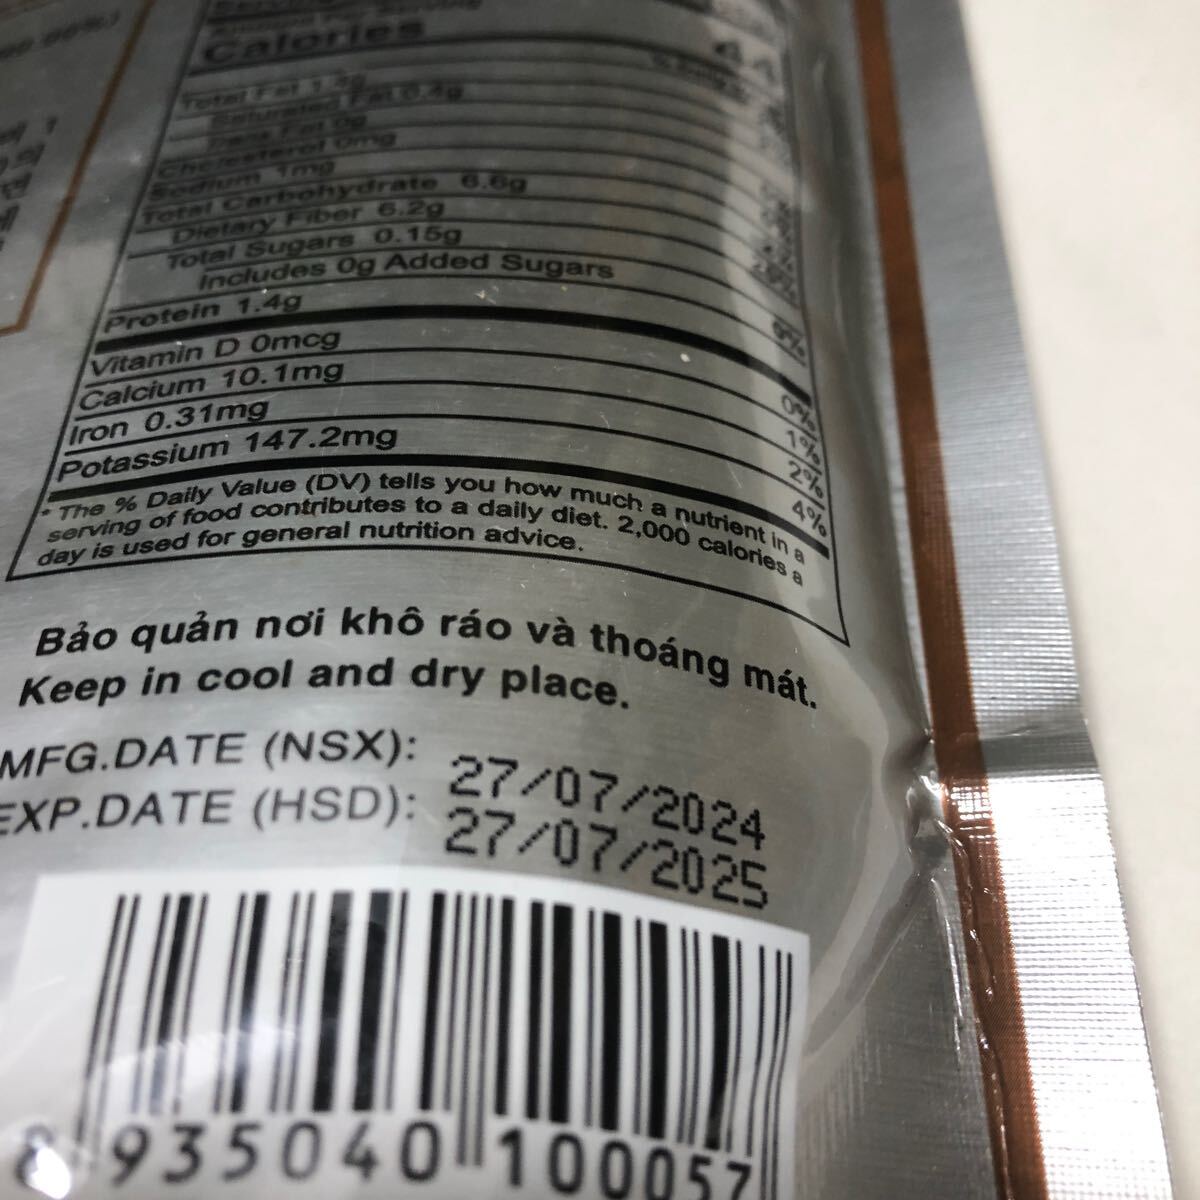 Calories 44
Total Fat 1.2g
Saturated Fat 0.4g
Trans Fat 0g
Cholesterol 0mg
Sodium 1mg
Total Carbohydrate 6.6g
Dietary Fiber 6.2g
Total Sugars 0.15g
Includes 0g Added Sugars 0%
Protein 1.4g
Vitamin D 0mcg 0%
Calcium 10.1mg 1%
Iron 0.31mg 2%
Potassium 147.2mg 4%
* The % Daily Value (DV) tells you how much a nutrient in a
serving of food contributes to a daily diet. 2,000 calories a
day is used for general nutrition advice.
Bảo quản nơi khô ráo và thoáng mát.
Keep in cool and dry place.
MFG.DATE (NSX): 27/07/2024
EXP.DATE (HSD): 27/07/2025
8 935040 100057